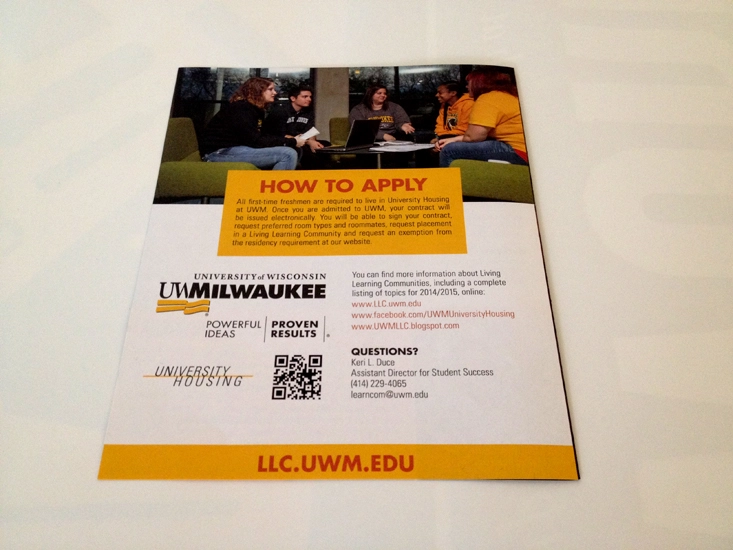 HOW TO APPLY
All first-time freshmen are required to live in University Housing
at UWM. Once you are admitted to UWM, your contract will
be issued electronically. You will be able to sign your contract,
request preferred room types and roommates, request placement
in a Living Learning Community and request an exemption from
the residency requirement at our website.
UNIVERSITY of WISCONSIN
UWMILWAUKEE
POWERFUL IDEAS
PROVEN RESULTS
UNIVERSITY
HOUSING
You can find more information about Living
Learning Communities, including a complete
listing of topics for 2014/2015, online:
www.LLC.uwm.edu
www.facebook.com/UWMUniversityHousing
www.UWMLLC.blogspot.com
QUESTIONS?
Keri L. Duce
Assistant Director for Student Success
(414) 229-4065
learncom@uwm.edu
LLC.UWM.EDU